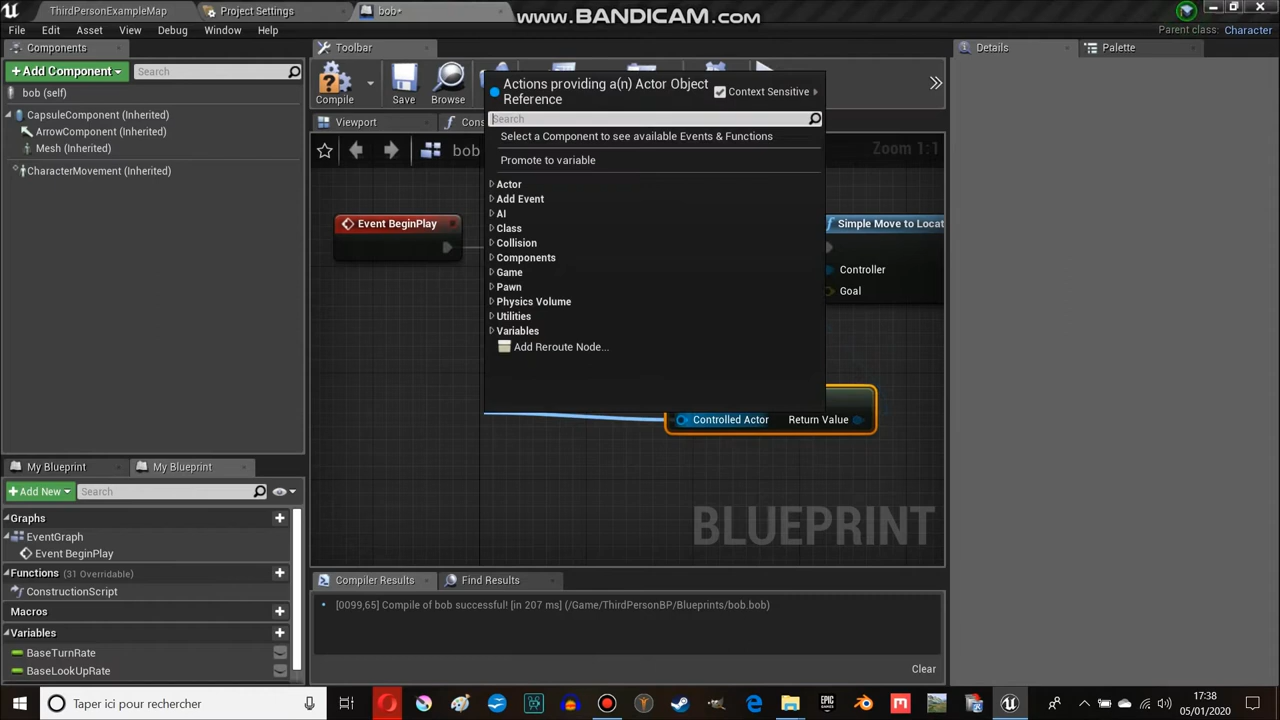 ThirdPersonExampleMap
Project Settings
bob*
www.BANDICAM.com
File Edit Asset View Debug Window Help
Parent class: Character
Components
Toolbar
Details
Palette
+Add Component
Search
Compile
Save
Browse
bob (self)
CapsuleComponent (Inherited)
ArrowComponent (Inherited)
Mesh (Inherited)
CharacterMovement (Inherited)
Viewport
bob
Zoom 1:1
Actions providing a(n) Actor Object
Reference
Context Sensitive
Search
Select a Component to see available Events & Functions
Promote to variable
Actor
Add Event
AI
Class
Collision
Components
Game
Pawn
Physics Volume
Utilities
Variables
Add Reroute Node...
Event BeginPlay
Simple Move to Locat
Controller
Goal
Controlled Actor
Return Value
BLUEPRINT
My Blueprint
My Blueprint
+Add New
Search
Graphs
EventGraph
Event BeginPlay
Functions (31 Overridable)
ConstructionScript
Macros
Variables
BaseTurnRate
BaseLookUpRate
Compiler Results
Find Results
[0099,65] Compile of bob successful! [in 207 ms] (/Game/ThirdPersonBP/Blueprints/bob.bob)
Clear
Taper ici pour rechercher
EPIC GAMES
17:38
05/01/2020